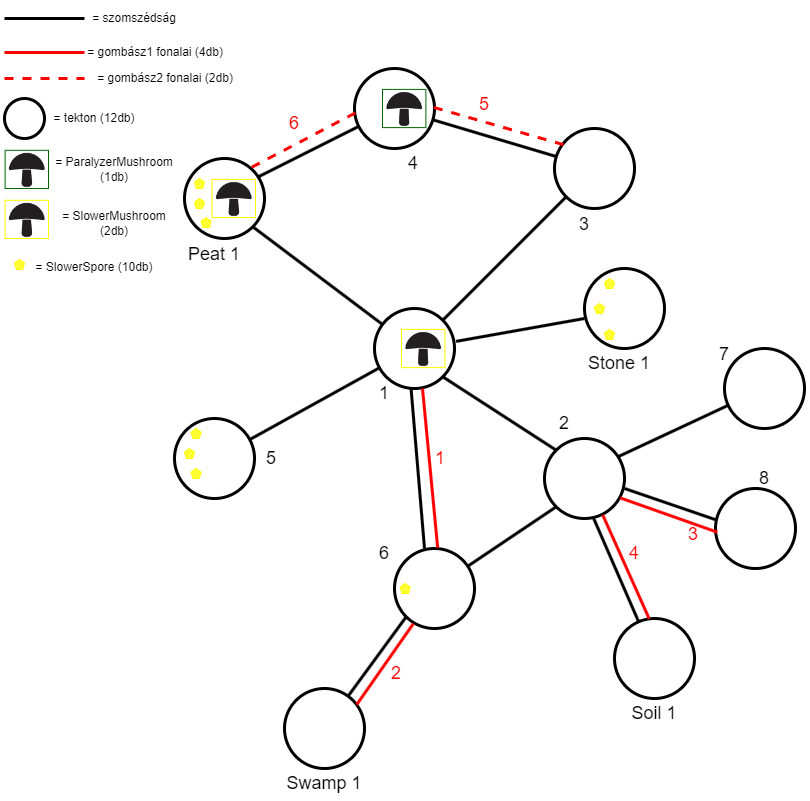 = szomszédság
= gombász1 fonalai (4db)
= gombász2 fonalai (2db)
= tekton (12db)
= ParalyzerMushroom
(1db)
= SlowerMushroom
(2db)
= SlowerSpore (10db)
6
5
4
3
Peat 1
Stone 1
1
7
2
5
1
8
6
3
4
2
Soil 1
Swamp 1